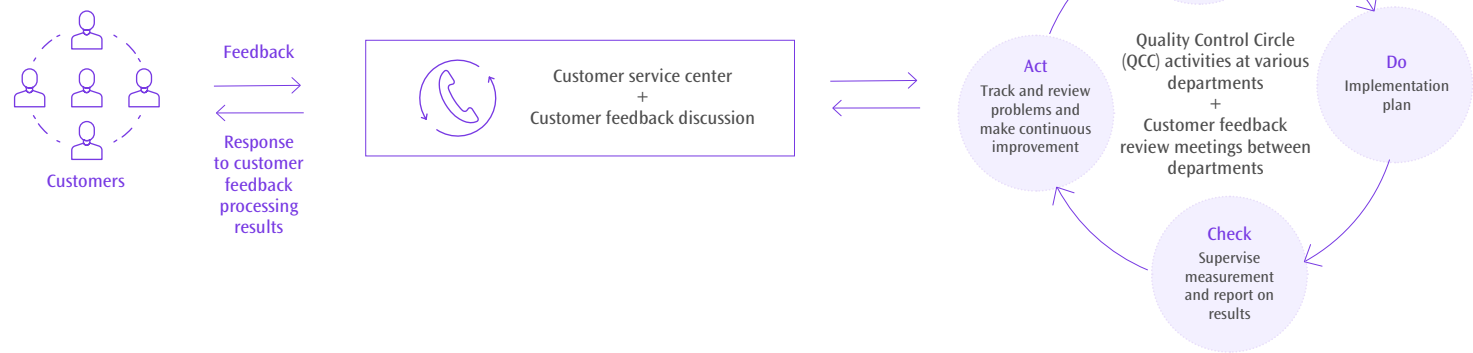 Feedback
Response
to customer
feedback
processing
results
Customers
Customer service center
+
Customer feedback discussion
Act
Track and review
problems and
make continuous
improvement
Quality Control Circle
(QCC) activities at various
departments
+
Customer feedback
review meetings between
departments
Do
Implementation
plan
Check
Supervise
measurement
and report on
results